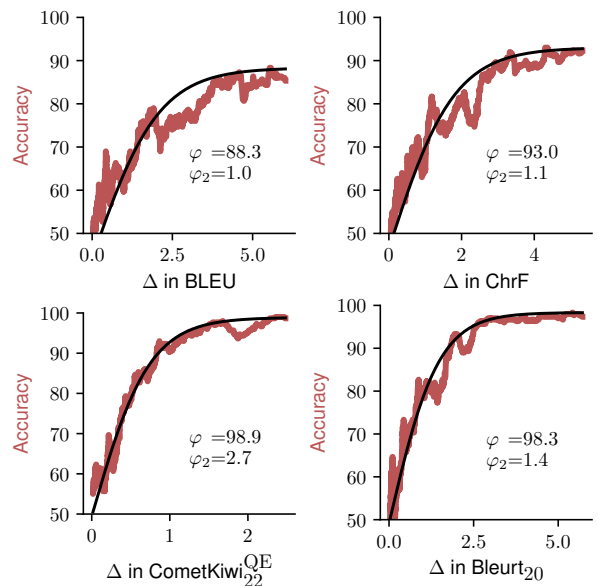 100
90
80
70
60
50
Accuracy
φ =88.3
φ₂=1.0
0.0 2.5 5.0
Δ in BLEU
100
90
80
70
60
50
Accuracy
φ =93.0
φ₂=1.1
0 2 4
Δ in ChrF
100
90
80
70
60
50
Accuracy
φ =98.9
φ₂=2.7
0 1 2
Δ in CometKiwi₂₂^QE
100
90
80
70
60
50
Accuracy
φ =98.3
φ₂=1.4
0.0 2.5 5.0
Δ in Bleurt₂₀